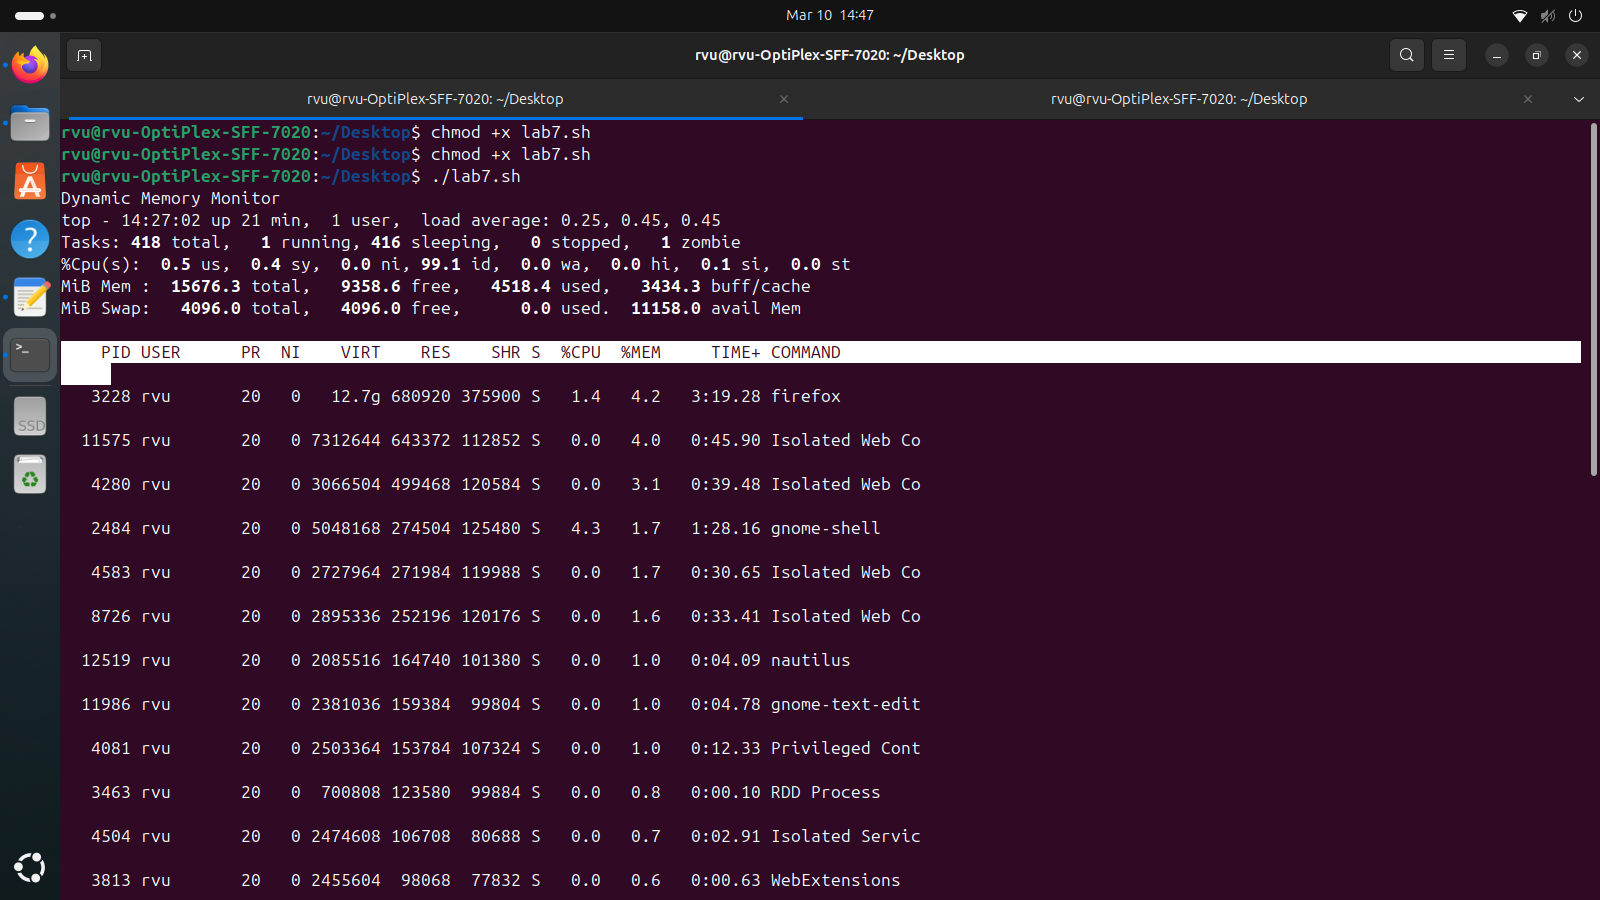 Mar 10  14:47
rvu@rvu-OptiPlex-SFF-7020: ~/Desktop
rvu@rvu-OptiPlex-SFF-7020: ~/Desktop
rvu@rvu-OptiPlex-SFF-7020: ~/Desktop
rvu@rvu-OptiPlex-SFF-7020:~/Desktop$ chmod +x lab7.sh
rvu@rvu-OptiPlex-SFF-7020:~/Desktop$ chmod +x lab7.sh
rvu@rvu-OptiPlex-SFF-7020:~/Desktop$ ./lab7.sh
Dynamic Memory Monitor
top - 14:27:02 up 21 min,  1 user,  load average: 0.25, 0.45, 0.45
Tasks: 418 total,   1 running, 416 sleeping,   0 stopped,   1 zombie
%Cpu(s):  0.5 us,  0.4 sy,  0.0 ni, 99.1 id,  0.0 wa,  0.0 hi,  0.1 si,  0.0 st
MiB Mem :  15676.3 total,   9358.6 free,   4518.4 used,   3434.3 buff/cache
MiB Swap:   4096.0 total,   4096.0 free,      0.0 used.  11158.0 avail Mem
    PID USER      PR  NI    VIRT    RES    SHR S  %CPU  %MEM     TIME+ COMMAND
   3228 rvu       20   0   12.7g 680920 375900 S   1.4   4.2   3:19.28 firefox
  11575 rvu       20   0 7312644 643372 112852 S   0.0   4.0   0:45.90 Isolated Web Co
   4280 rvu       20   0 3066504 499468 120584 S   0.0   3.1   0:39.48 Isolated Web Co
   2484 rvu       20   0 5048168 274504 125480 S   4.3   1.7   1:28.16 gnome-shell
   4583 rvu       20   0 2727964 271984 119988 S   0.0   1.7   0:30.65 Isolated Web Co
   8726 rvu       20   0 2895336 252196 120176 S   0.0   1.6   0:33.41 Isolated Web Co
  12519 rvu       20   0 2085516 164740 101380 S   0.0   1.0   0:04.09 nautilus
  11986 rvu       20   0 2381036 159384  99804 S   0.0   1.0   0:04.78 gnome-text-edit
   4081 rvu       20   0 2503364 153784 107324 S   0.0   1.0   0:12.33 Privileged Cont
   3463 rvu       20   0  700808 123580  99884 S   0.0   0.8   0:00.10 RDD Process
   4504 rvu       20   0 2474608 106708  80688 S   0.0   0.7   0:02.91 Isolated Servic
   3813 rvu       20   0 2455604  98068  77832 S   0.0   0.6   0:00.63 WebExtensions
SSD